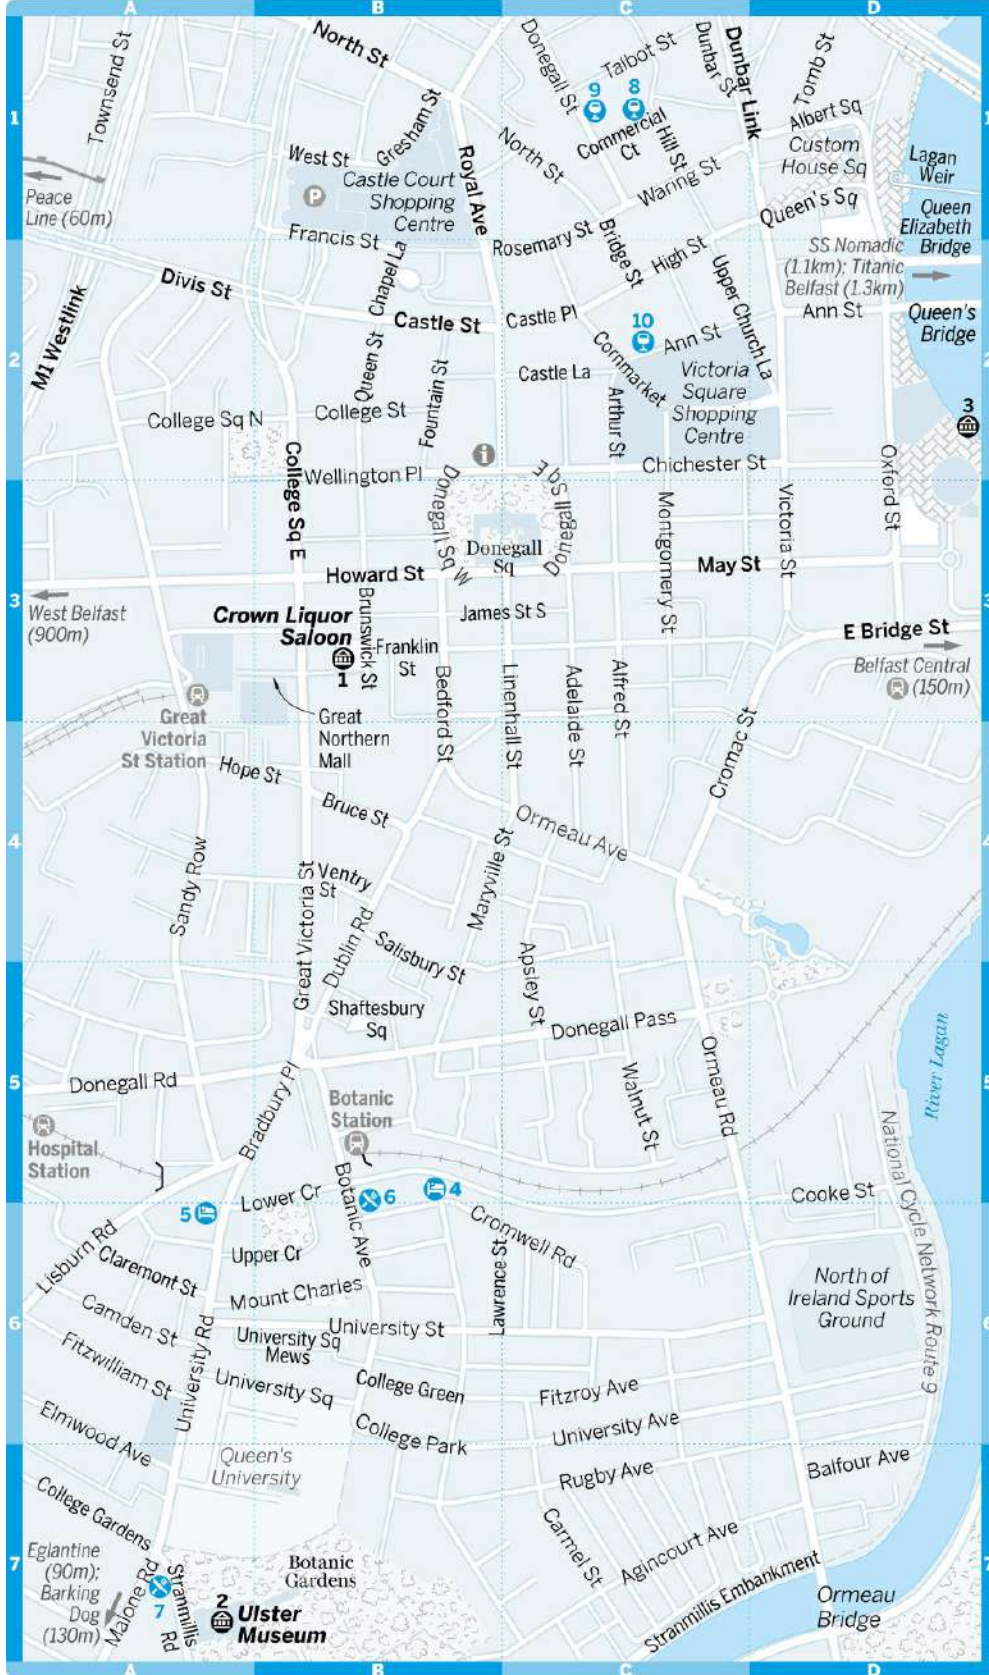 A
B
C
D
North St
Donegall St
Talbot St
Dunbar St
Dunbar Link
Tomb St
Townsend St
9
8
1
Gresham St
Commercial
Ct
Albert Sq
Custom
House Sq
Lagan
Weir
1
West St
Castle Court
Shopping
Centre
Royal Ave
North St
Hill St
Waring St
P
Peace
Line (60m)
Queen's Sq
Queen
Elizabeth
Bridge
Francis St
Chapel La
Rosemary St
Bridge St
High St
SS Nomadic
(1.1km); Titanic
Belfast (1.3km)
Divis St
Upper Church La
M1 Westlink
Castle St
Castle Pl
10
Ann St
Ann St
Queen's
Bridge
2
Queen St
Fountain St
Castle La
Cornmarket
Victoria
Square
Shopping
Centre
College Sq N
College St
Arthur St
3
i
College Sq E
Wellington Pl
Donegall Sq W
Donegall Sq E
Chichester St
Oxford St
Donegall
Sq
Montgomery St
Victoria St
Howard St
May St
3
3
West Belfast
(900m)
Crown Liquor
Saloon
1
Brunswick St
James St S
Franklin
St
E Bridge St
Belfast Central
(150m)
Great
Victoria
St Station
Great
Northern
Mall
Bedford St
Linenhall St
Adelaide St
Alfred St
Cromac St
Hope St
Bruce St
Ormeau Ave
4
Sandy Row
Ventry
St
Maryville St
Great Victoria St
Dublin Rd
Salisbury St
Apsley St
Shaftesbury
Sq
Donegall Pass
River Lagan
5
Donegall Rd
Bradbury Pl
Botanic
Station
Walnut St
Ormeau Rd
5
Hospital
Station
National Cycle Network Route 9
5
Lower Cr
Botanic Ave
6
4
Cooke St
Cromwell Rd
Lisburn Rd
Claremont St
Upper Cr
Lawrence St
North of
Ireland Sports
Ground
Camden St
Mount Charles
6
University St
6
University Sq
Mews
Fitzwilliam St
University Rd
University Sq
College Green
Fitzroy Ave
Elmwood Ave
College Park
University Ave
Queen's
University
Rugby Ave
Balfour Ave
College Gardens
Carmel St
Agincourt Ave
7
Eglantine
(90m);
Barking
Dog
(130m)
Malone Rd
7
Stranmillis
Rd
Botanic
Gardens
2
Ulster
Museum
Stranmillis Embankment
Ormeau
Bridge
7
A
B
C
D